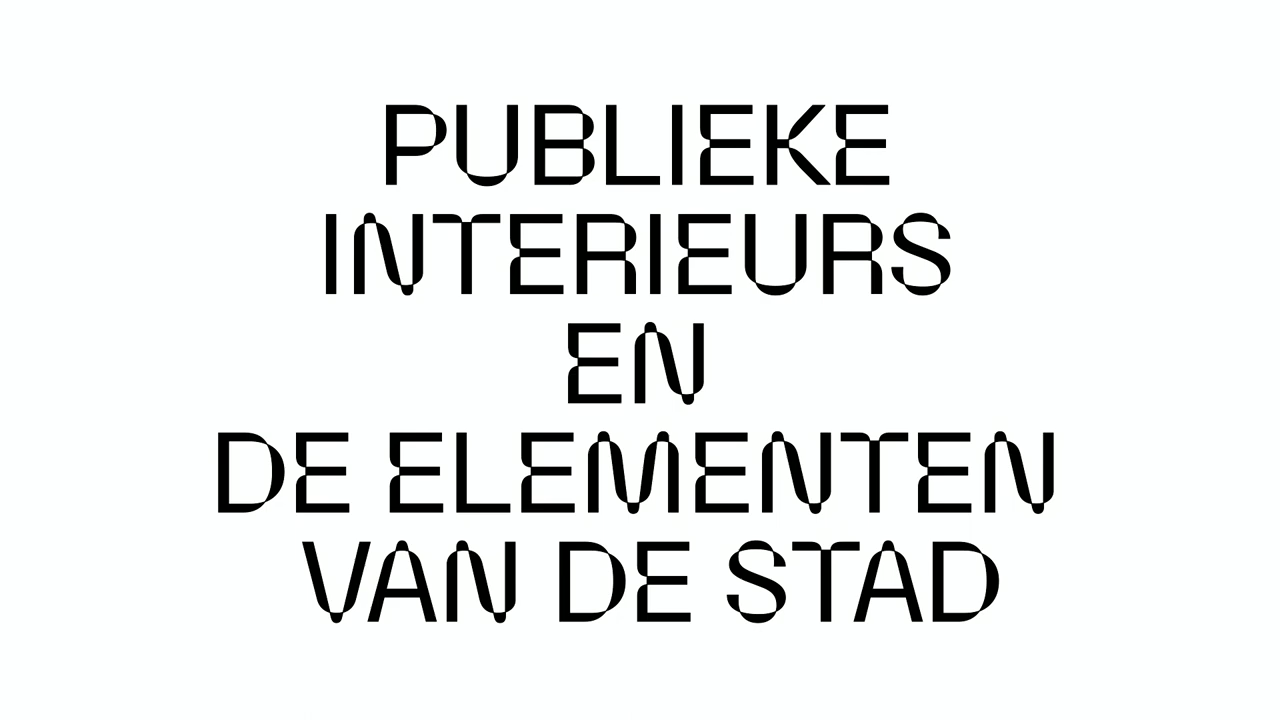 PUBLIEKE
INTERIEURS
EN
DE ELEMENTEN
VAN DE STAD